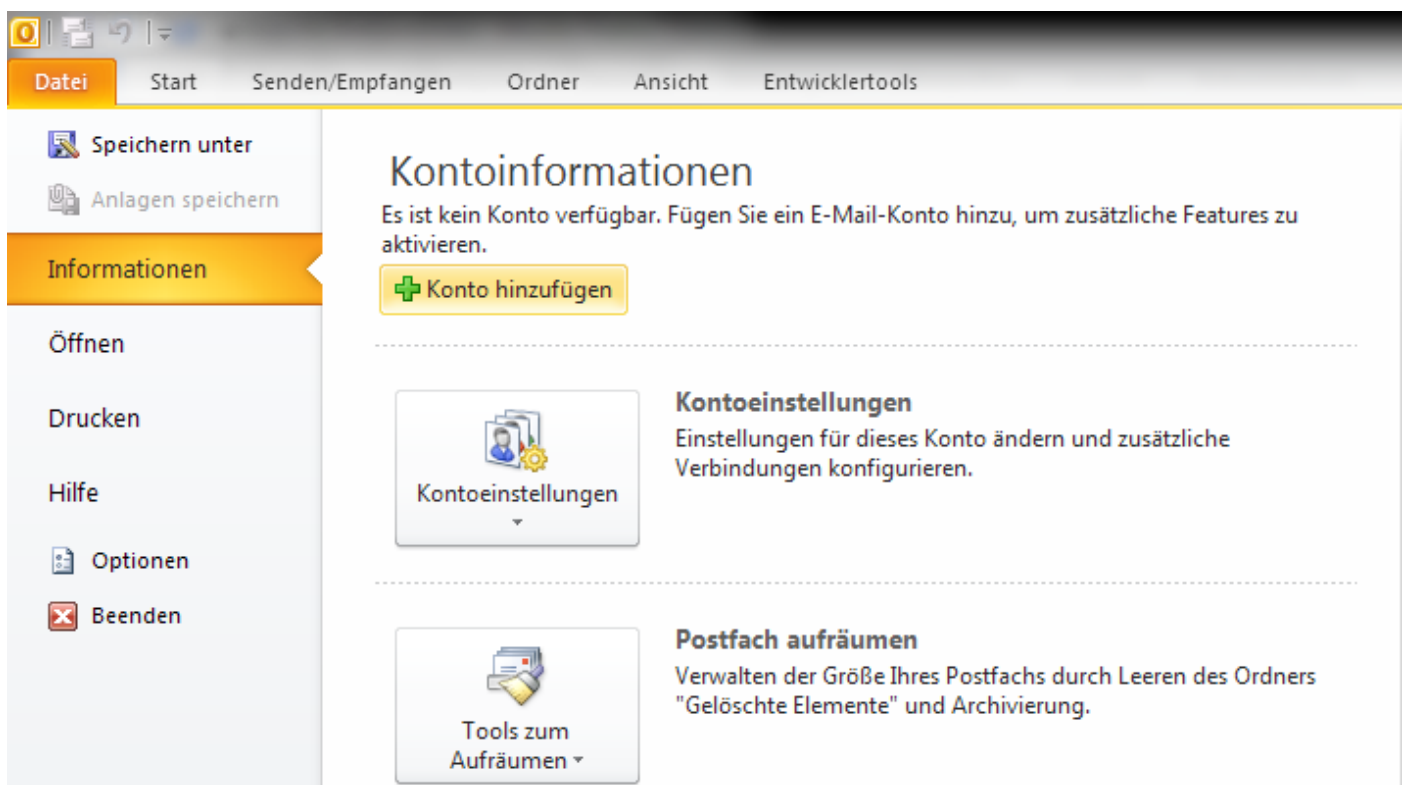 Datei Start Senden/Empfangen Ordner Ansicht Entwicklertools
Speichern unter
Anlagen speichern
Informationen
Öffnen
Drucken
Hilfe
Optionen
Beenden
Kontoinformationen
Es ist kein Konto verfügbar. Fügen Sie ein E-Mail-Konto hinzu, um zusätzliche Features zu
aktivieren.
Konto hinzufügen
Kontoeinstellungen
Kontoeinstellungen
Einstellungen für dieses Konto ändern und zusätzliche
Verbindungen konfigurieren.
Tools zum
Aufräumen
Postfach aufräumen
Verwalten der Größe Ihres Postfachs durch Leeren des Ordners
"Gelöschte Elemente" und Archivierung.